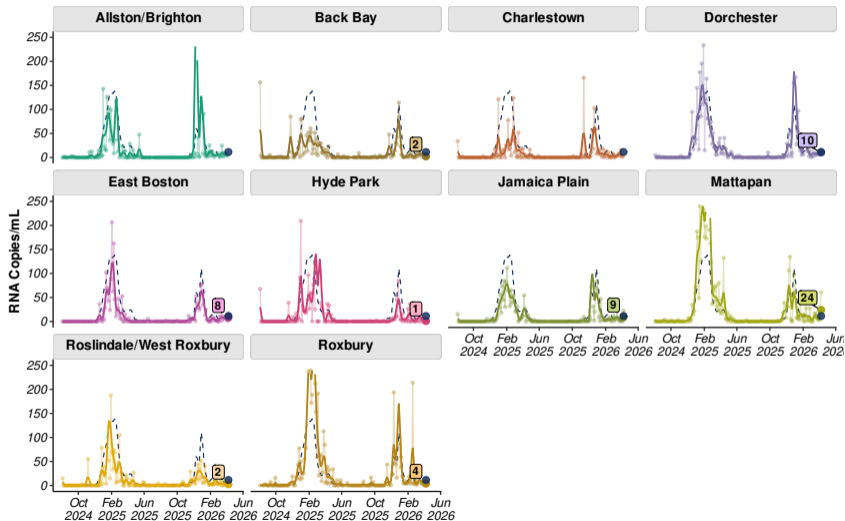 Allston/Brighton
Back Bay
Charlestown
Dorchester
250
200
150
100
50
0
2
10
East Boston
Hyde Park
Jamaica Plain
Mattapan
RNA Copies/mL
250
200
150
100
50
0
8
1
9
24
Oct 2024 Feb 2025 Jun 2025 Oct 2025 Feb 2026 Jun 2026
Oct 2024 Feb 2025 Jun 2025 Oct 2025 Feb 2026
Roslindale/West Roxbury
Roxbury
250
200
150
100
50
0
2
4
Oct 2024 Feb 2025 Jun 2025 Oct 2025 Feb 2026 Jun 2026
Oct 2024 Feb 2025 Jun 2025 Oct 2025 Feb 2026 Jun 2026